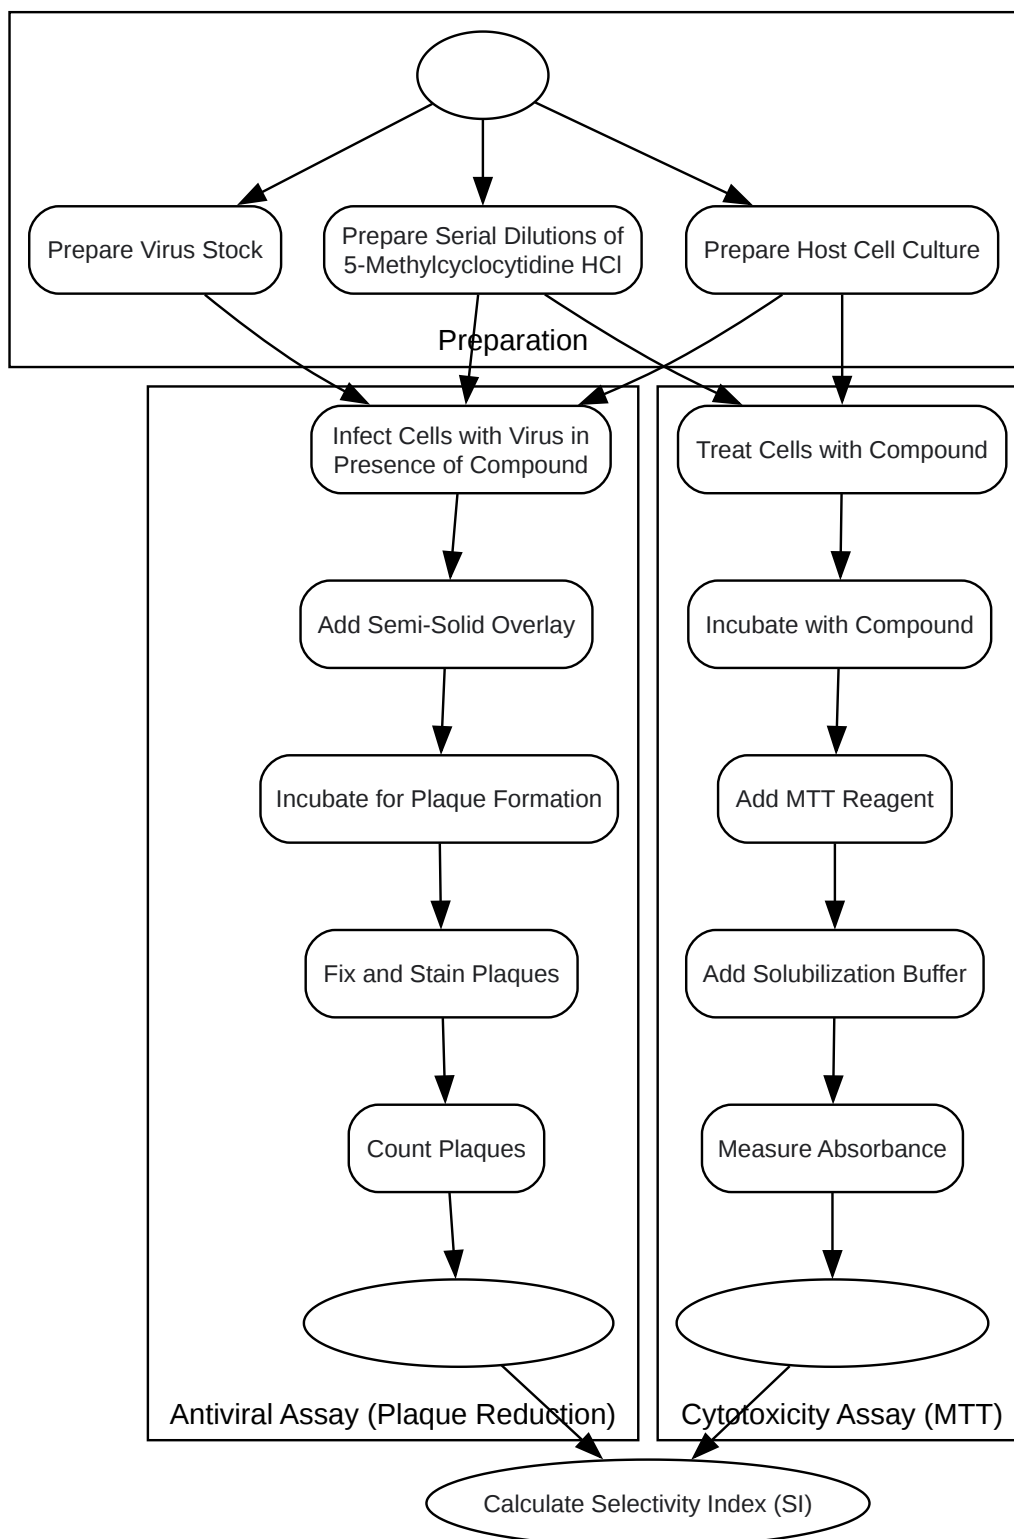 Prepare Virus Stock
Prepare Serial Dilutions of
5-Methylcyclocytidine HCl
Prepare Host Cell Culture
Preparation
Infect Cells with Virus in
Presence of Compound
Treat Cells with Compound
Add Semi-Solid Overlay
Incubate with Compound
Incubate for Plaque Formation
Add MTT Reagent
Fix and Stain Plaques
Add Solubilization Buffer
Count Plaques
Measure Absorbance
Antiviral Assay (Plaque Reduction)
Cytotoxicity Assay (MTT)
Calculate Selectivity Index (SI)